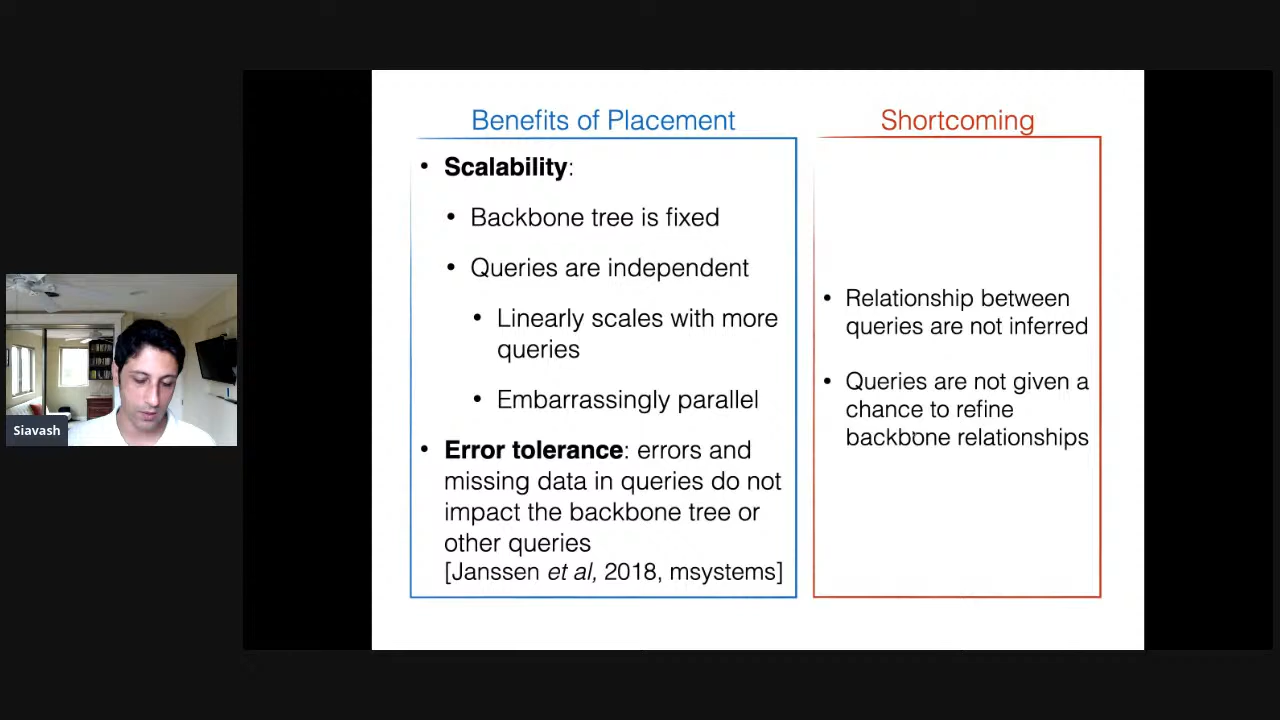 Benefits of Placement
• Scalability:
• Backbone tree is fixed
• Queries are independent
• Linearly scales with more
queries
• Embarrassingly parallel
• Error tolerance: errors and
missing data in queries do not
impact the backbone tree or
other queries
[Janssen et al, 2018, msystems]
Shortcoming
• Relationship between
queries are not inferred
• Queries are not given a
chance to refine
backbone relationships
Siavash